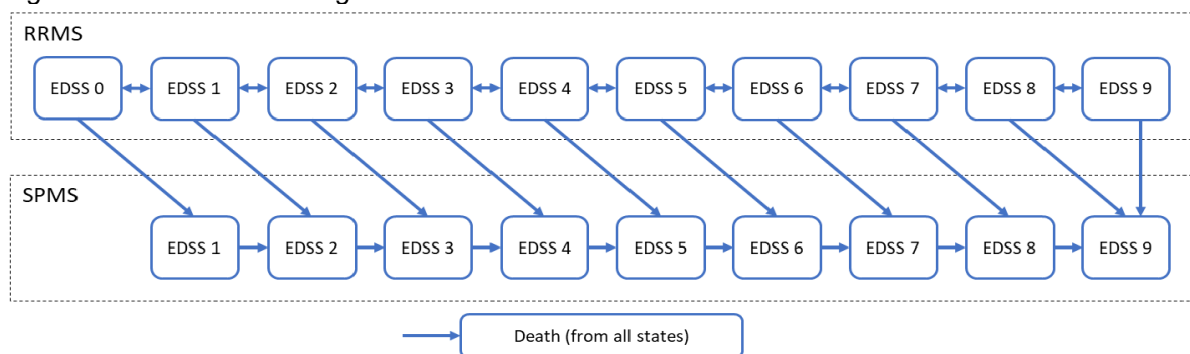 RRMS
EDSS 0 EDSS 1 EDSS 2 EDSS 3 EDSS 4 EDSS 5 EDSS 6 EDSS 7 EDSS 8 EDSS 9
SPMS
EDSS 1 EDSS 2 EDSS 3 EDSS 4 EDSS 5 EDSS 6 EDSS 7 EDSS 8 EDSS 9
Death (from all states)